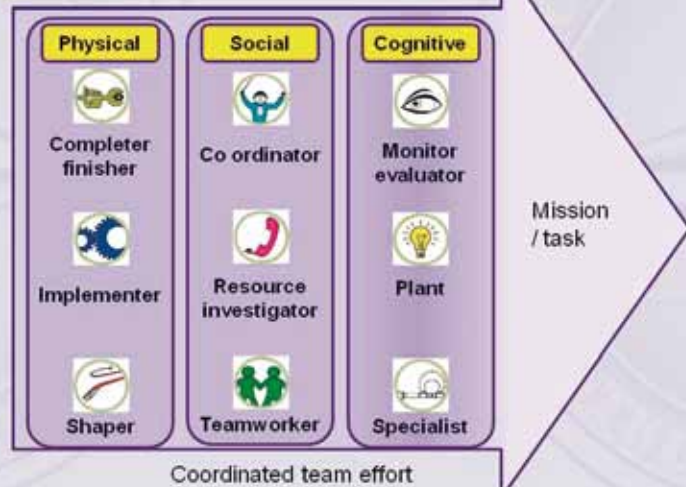 Physical
Completer
finisher
Implementer
Shaper
Social
Co ordinator
Resource
investigator
Teamworker
Cognitive
Monitor
evaluator
Plant
Specialist
Mission
/ task
Coordinated team effort